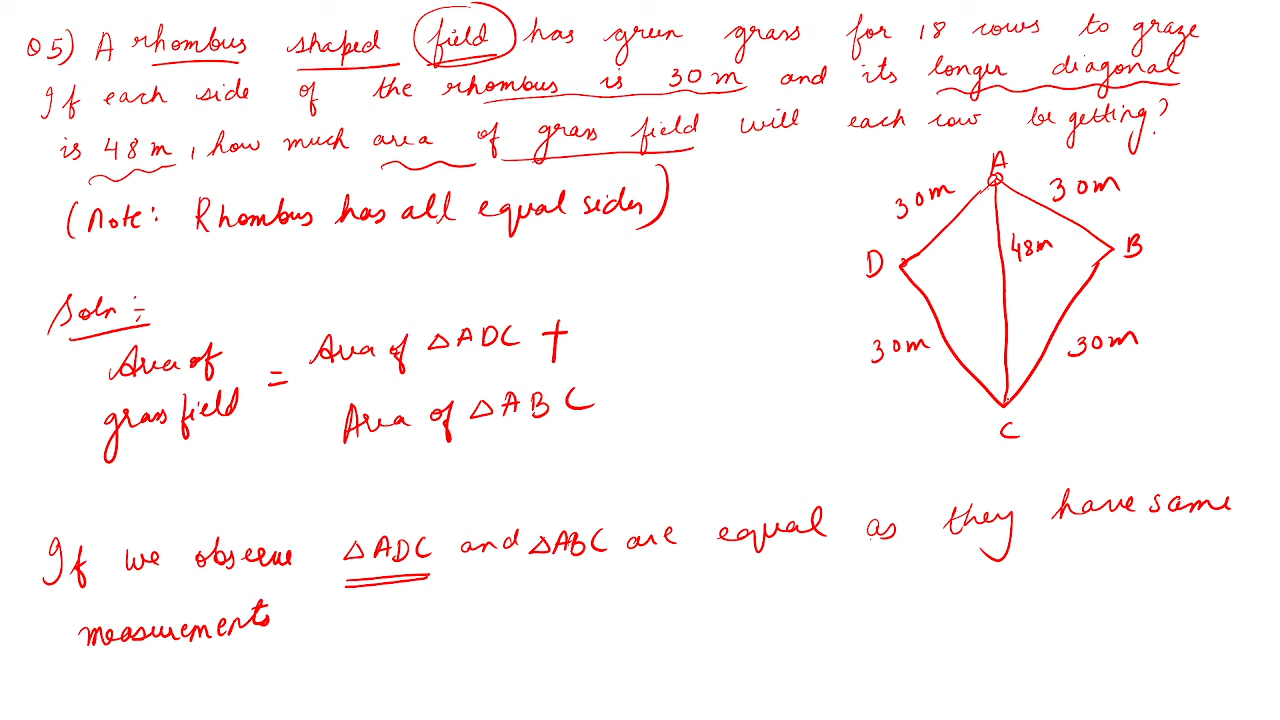 Q5) A rhombus shaped field has green grass for 18 cows to graze
If each side of the rhombus is 30m and its longer diagonal
is 48m, how much area of grass field will each cow be getting?
(Note: Rhombus has all equal sides)
A
30m
30m
48m
D
B
30m
30m
C
Soln :-
Area of
grass field
= Area of △ADC +
Area of △ABC
If we observe △ADC and △ABC are equal as they have same
measurements